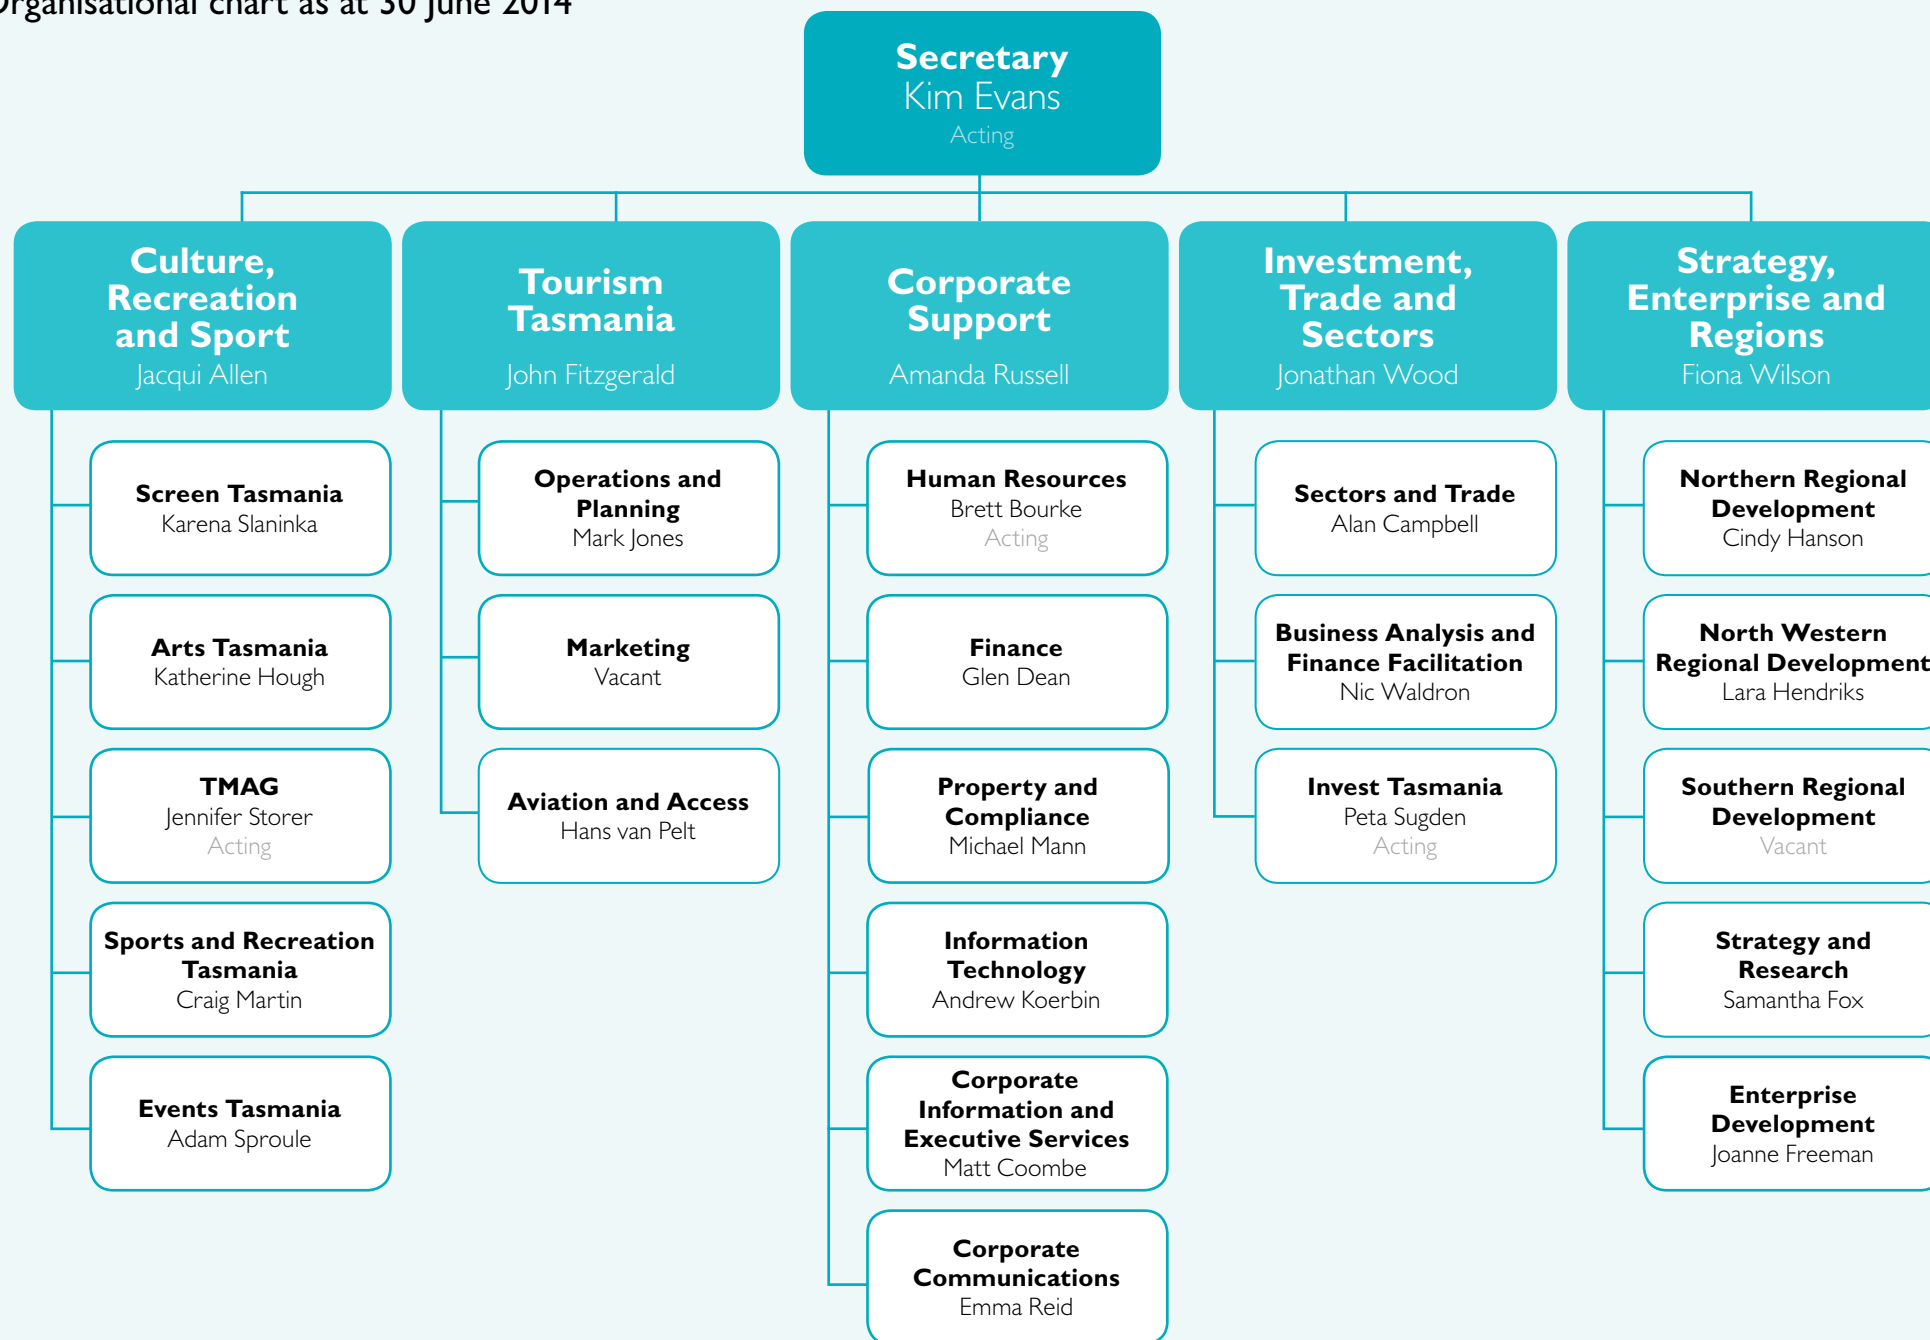 Organisational chart as at 30 June 2014
Secretary
Kim Evans
Acting
Culture,
Recreation
and Sport
Jacqui Allen
Screen Tasmania
Karena Slaninka
Arts Tasmania
Katherine Hough
TMAG
Jennifer Storer
Acting
Sports and Recreation
Tasmania
Craig Martin
Events Tasmania
Adam Sproule
Tourism
Tasmania
John Fitzgerald
Operations and
Planning
Mark Jones
Marketing
Vacant
Aviation and Access
Hans van Pelt
Corporate
Support
Amanda Russell
Human Resources
Brett Bourke
Acting
Finance
Glen Dean
Property and
Compliance
Michael Mann
Information
Technology
Andrew Koerbin
Corporate
Information and
Executive Services
Matt Coombe
Corporate
Communications
Emma Reid
Investment,
Trade and
Sectors
Jonathan Wood
Sectors and Trade
Alan Campbell
Business Analysis and
Finance Facilitation
Nic Waldron
Invest Tasmania
Peta Sugden
Acting
Strategy,
Enterprise and
Regions
Fiona Wilson
Northern Regional
Development
Cindy Hanson
North Western
Regional Development
Lara Hendriks
Southern Regional
Development
Vacant
Strategy and
Research
Samantha Fox
Enterprise
Development
Joanne Freeman